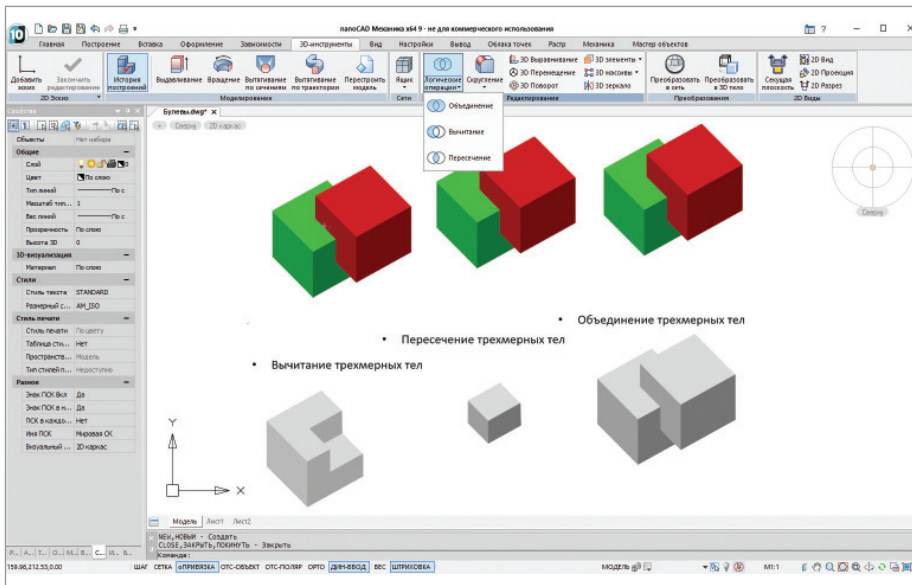 10
nanoCAD Механика x64 9 - не для коммерческого использования
Главная Построение Вставка Оформление Зависимости 3D-инструменты Вид Настройки Вывод Облака точек Растр Механика Мастер объектов
Добавить эскиз
Закончить редактирование
История построений
Выдавливание Вращение
Вытягивание по сечениям
Вытягивание по траектории
Перестроить модель
Ящик
Логические операции
Скругление
3D Выравнивание
3D Перемещение
3D Поворот
3D элементы
3D массивы
3D зеркало
Преобразовать в сеть
Преобразовать в 3D тело
Секущая плоскость
2D Вид
2D Проекция
2D Разрез
2D Эскиз Моделирование Сети Редактирование Преобразования 2D Виды
Объединение
Вычитание
Пересечение
Свойства
Булевы.dwg*
Сверху 2D каркас
Объекты Нет набора
Общие
Слой 0
Цвет По слою
Тип линий По с
Масштаб тип... 1
Вес линий По с
Прозрачность По слою
Высота 3D 0
3D-визуализация
Материал По слою
Стили
Стиль текста STANDARD
Размерный с... AM_ISO
Стиль печати
Стиль печати По цвету
Таблица сти... Нет
Пространств... Модель
Тип стилей п... Недоступно
Разное
Знак ПСК Вкл Да
Знак ПСК в н... Да
ПСК в каждо... Нет
Имя ПСК Мировая СК
Визуальный ... 2D каркас
Сверху
• Объединение трехмерных тел
• Пересечение трехмерных тел
• Вычитание трехмерных тел
Y
X
Модель Лист1 Лист2
NEW,НОВЫЙ - Создать
CLOSE,ЗАКРЫТЬ,ПОКИНУТЬ - Закрыть
Команда:
Р... А... Т... О... М... В... С... И... Б...
159.96,212.53,0.00 ШАГ СЕТКА оПРИВЯЗКА ОТС-ОБЪЕКТ ОТС-ПОЛЯР ОРТО ДИН-ВВОД ВЕС ШТРИХОВКА МОДЕЛЬ М1:1